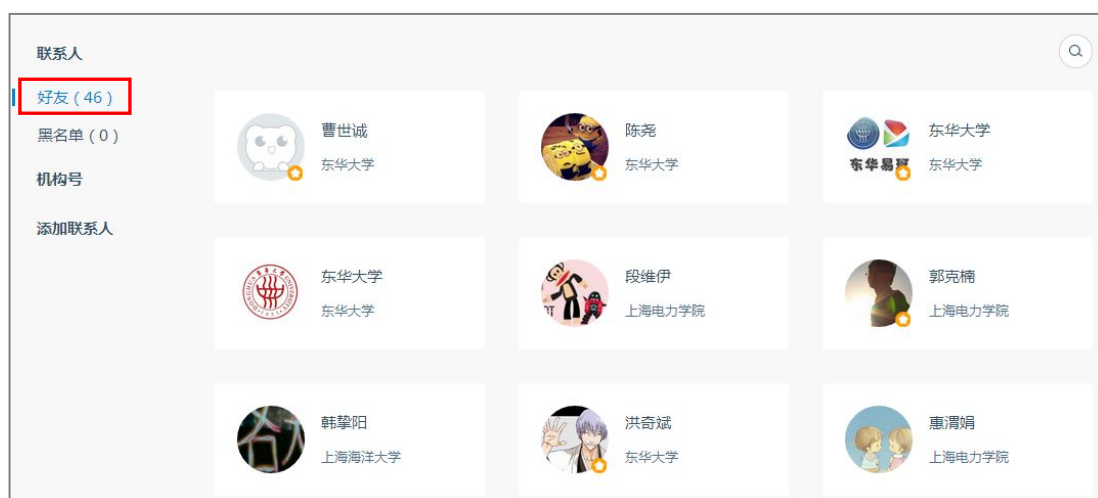 联系人
好友（46）
黑名单（0）
机构号
添加联系人
曹世诚
东华大学
陈尧
东华大学
东华易班
东华大学
东华大学
东华大学
东华大学
段维伊
上海电力学院
郭克楠
上海电力学院
韩挚阳
上海海洋大学
洪奇斌
东华大学
惠渭娟
上海电力学院